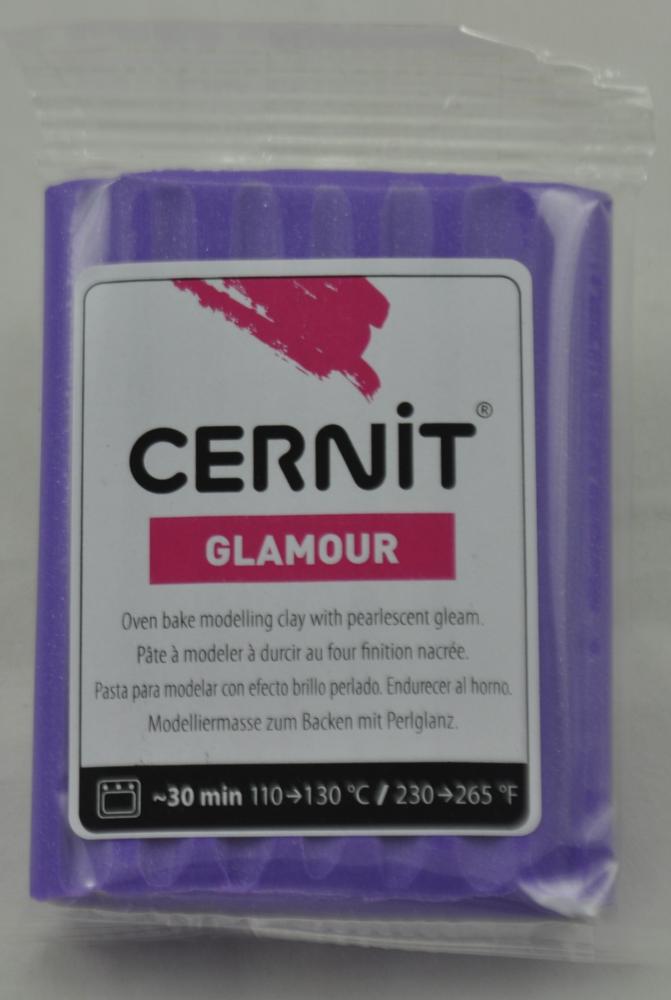 CERNiT®
GLAMOUR
Oven bake modelling clay with pearlescent gleam.
Pâte à modeler à durcir au four finition nacrée.
Pasta para modelar con efecto brillo perlado. Endurecer al horno.
Modelliermasse zum Backen mit Perlglanz.
~30 min 110→130 °C / 230→265 °F